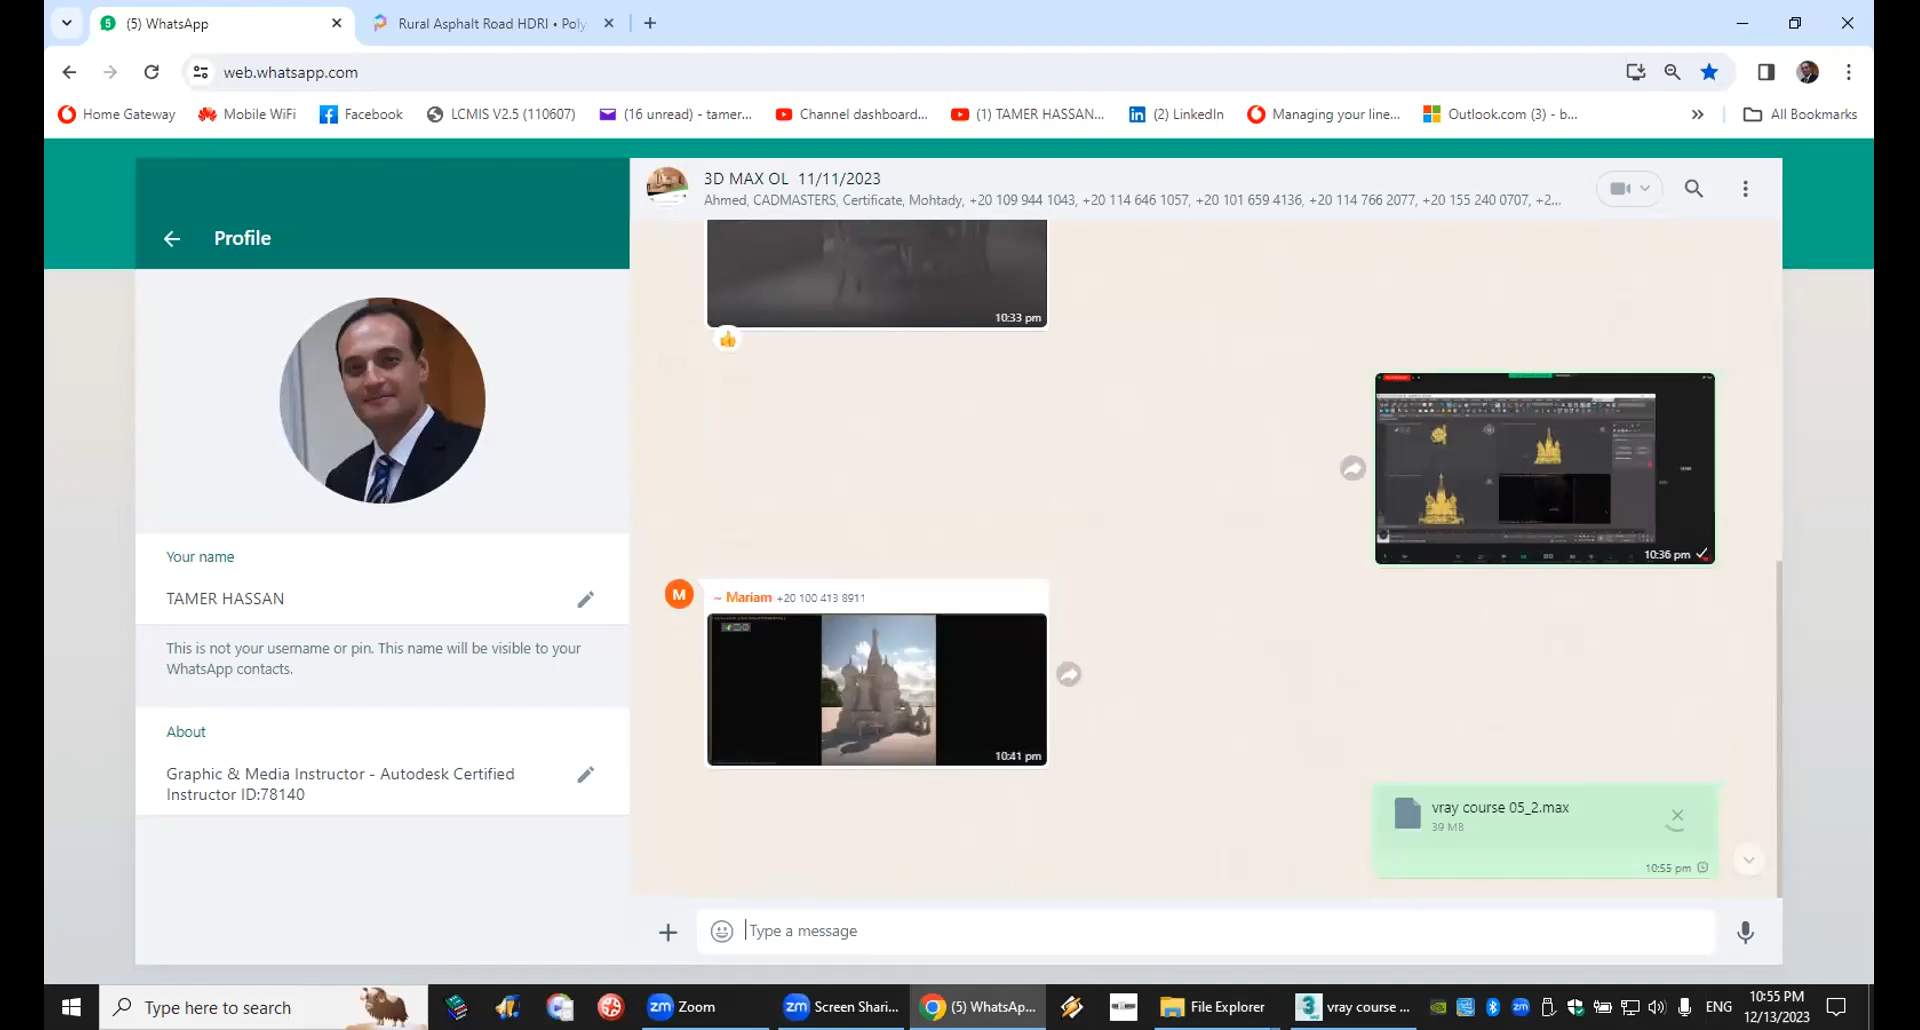 (5) WhatsApp
Rural Asphalt Road HDRI • Poly
web.whatsapp.com
Home Gateway
Mobile WiFi
Facebook
LCMIS V2.5 (110607)
(16 unread) - tamer...
Channel dashboard...
(1) TAMER HASSAN...
(2) LinkedIn
Managing your line...
Outlook.com (3) - b...
All Bookmarks
Profile
Your name
TAMER HASSAN
This is not your username or pin. This name will be visible to your
WhatsApp contacts.
About
Graphic & Media Instructor - Autodesk Certified
Instructor ID:78140
3D MAX OL 11/11/2023
Ahmed, CADMASTERS, Certificate, Mohtady, +20 109 944 1043, +20 114 646 1057, +20 101 659 4136, +20 114 766 2077, +20 155 240 0707, +2...
10:33 pm
10:36 pm
M
~ Mariam +20 100 413 8911
10:41 pm
vray course 05_2.max
39 MB
10:55 pm
Type a message
Type here to search
zm Zoom
zm Screen Shari...
(5) WhatsAp...
File Explorer
3 vray course ...
zm
ENG
10:55 PM
12/13/2023